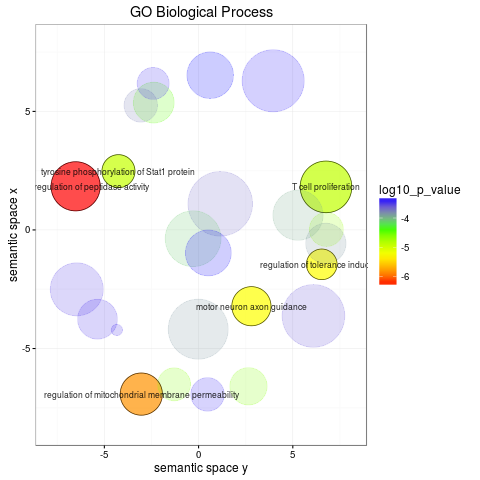 GO Biological Process
semantic space x
5
0
-5
tyrosine phosphorylation of Stat1 protein
regulation of peptidase activity
T cell proliferation
regulation of tolerance induc
motor neuron axon guidance
regulation of mitochondrial membrane permeability
-5
0
5
semantic space y
log10_p_value
-4
-5
-6